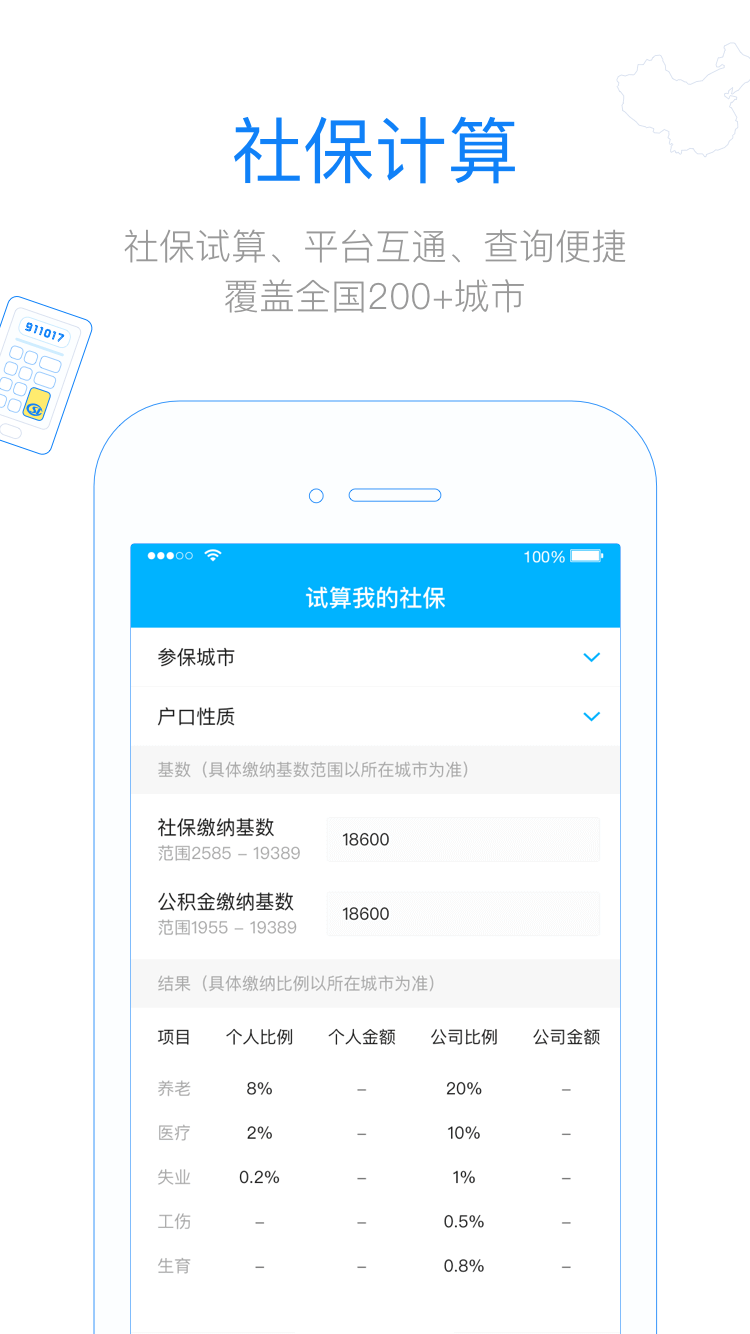 社保计算
社保试算、平台互通、查询便捷
覆盖全国200+城市
911017
100%
试算我的社保
参保城市
户口性质
基数（具体缴纳基数范围以所在城市为准）
社保缴纳基数
范围2585 – 19389
18600
公积金缴纳基数
范围1955 – 19389
18600
结果（具体缴纳比例以所在城市为准）
项目 个人比例 个人金额 公司比例 公司金额
养老 8% – 20% –
医疗 2% – 10% –
失业 0.2% – 1% –
工伤 – – 0.5% –
生育 – – 0.8% –